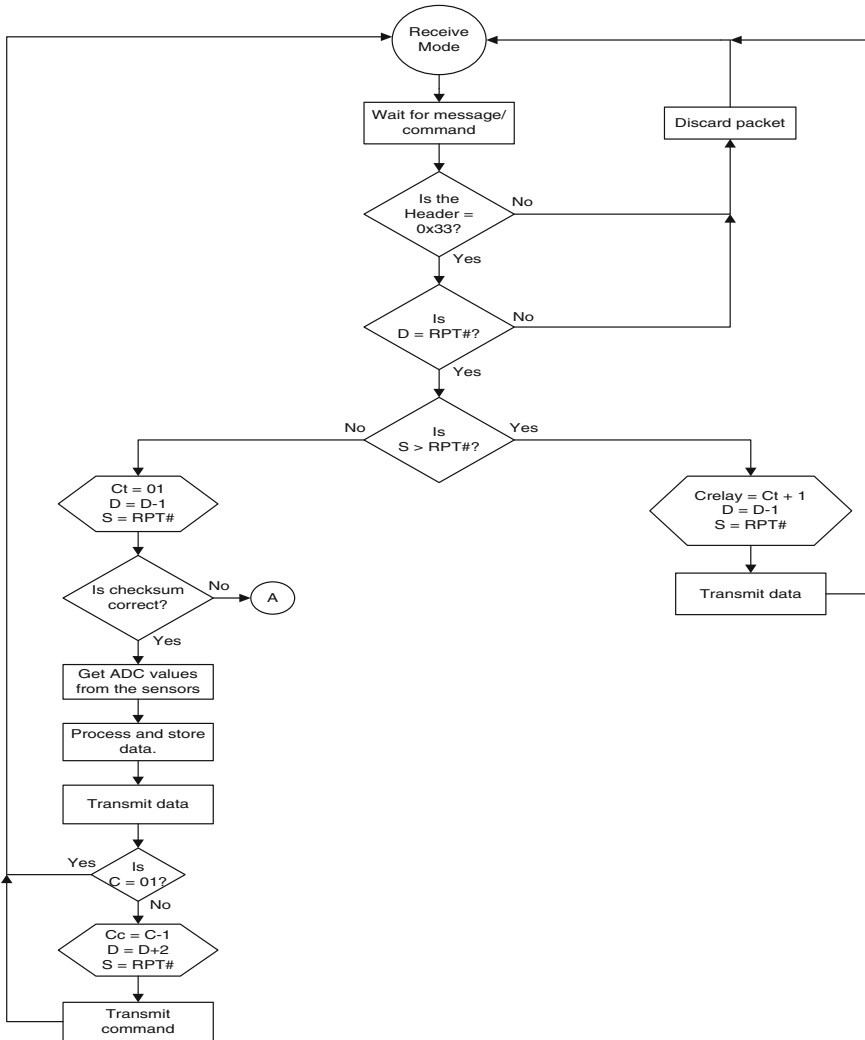 Receive
Mode
Wait for message/
command
Discard packet
Is the
Header =
0x33?
No
Yes
Is
D = RPT#?
No
Yes
Is
S > RPT#?
No
Yes
Ct = 01
D = D-1
S = RPT#
Crelay = Ct + 1
D = D-1
S = RPT#
Is checksum
correct?
No
A
Yes
Transmit data
Get ADC values
from the sensors
Process and store
data.
Transmit data
Is
C = 01?
Yes
No
Cc = C-1
D = D+2
S = RPT#
Transmit
command